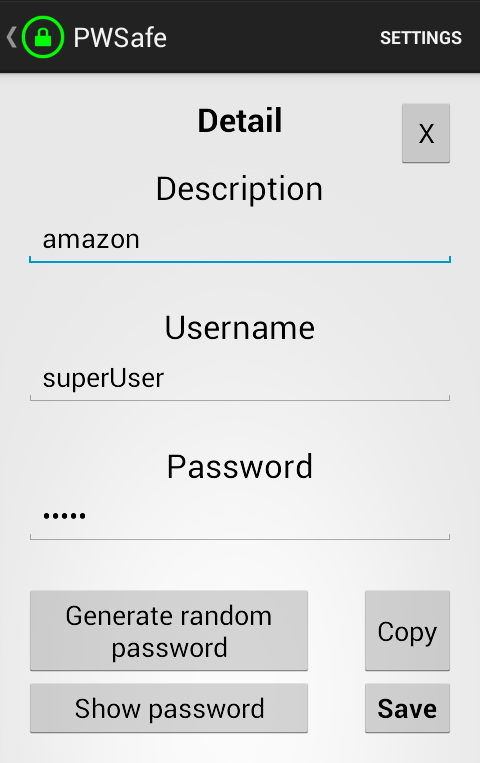 PWSafe
SETTINGS
Detail
X
Description
amazon
Username
superUser
Password
•••••
Generate random
password
Copy
Show password
Save